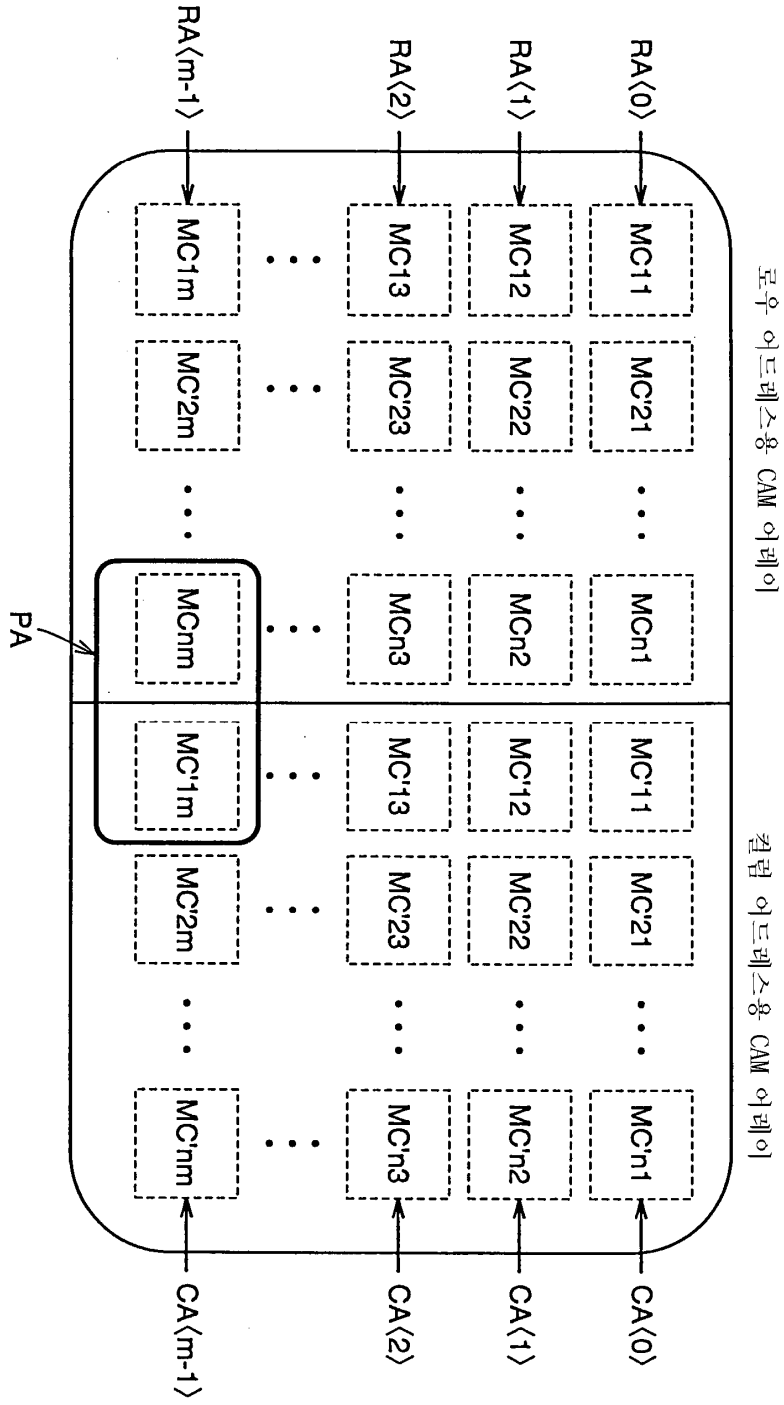 로우 어드레스용 CAM 어레이 컬럼 어드레스용 CAM 어레이
RA〈0〉 MC11 MC'21 ••• MCn1 MC'11 MC'21 ••• MC'n1 CA〈0〉
RA〈1〉 MC12 MC'22 ••• MCn2 MC'12 MC'22 ••• MC'n2 CA〈1〉
RA〈2〉 MC13 MC'23 ••• MCn3 MC'13 MC'23 ••• MC'n3 CA〈2〉
RA〈m-1〉 MC1m MC'2m ••• MCnm MC'1m MC'2m ••• MC'nm CA〈m-1〉
PA